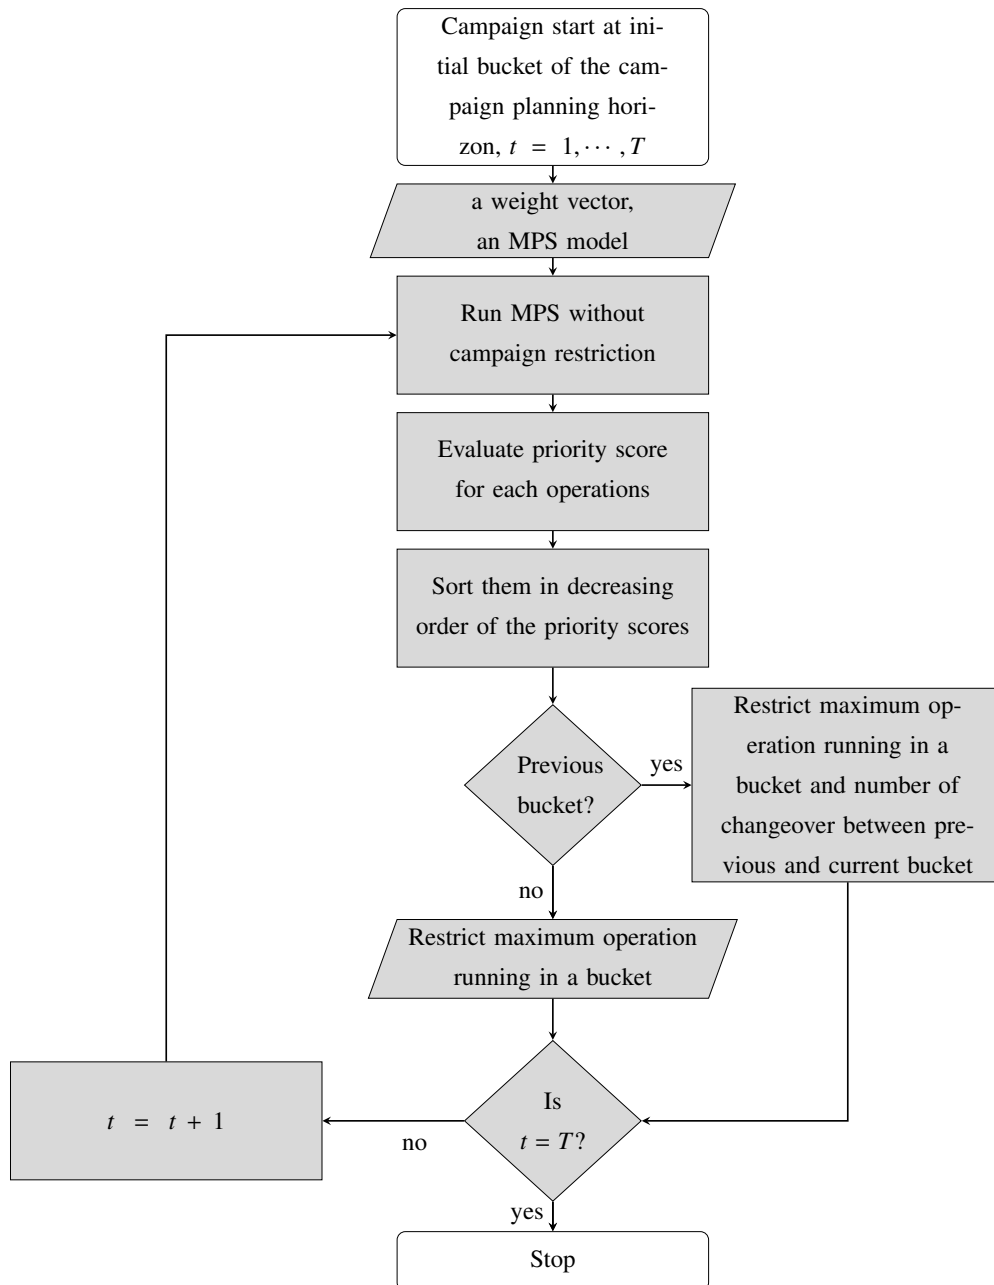 Campaign start at ini-
tial bucket of the cam-
paign planning hori-
zon, t = 1, ⋯ , T
a weight vector,
an MPS model
Run MPS without
campaign restriction
Evaluate priority score
for each operations
Sort them in decreasing
order of the priority scores
Previous
bucket?
yes
Restrict maximum op-
eration running in a
bucket and number of
changeover between pre-
vious and current bucket
no
Restrict maximum operation
running in a bucket
Is
t = T?
no
t = t + 1
yes
Stop